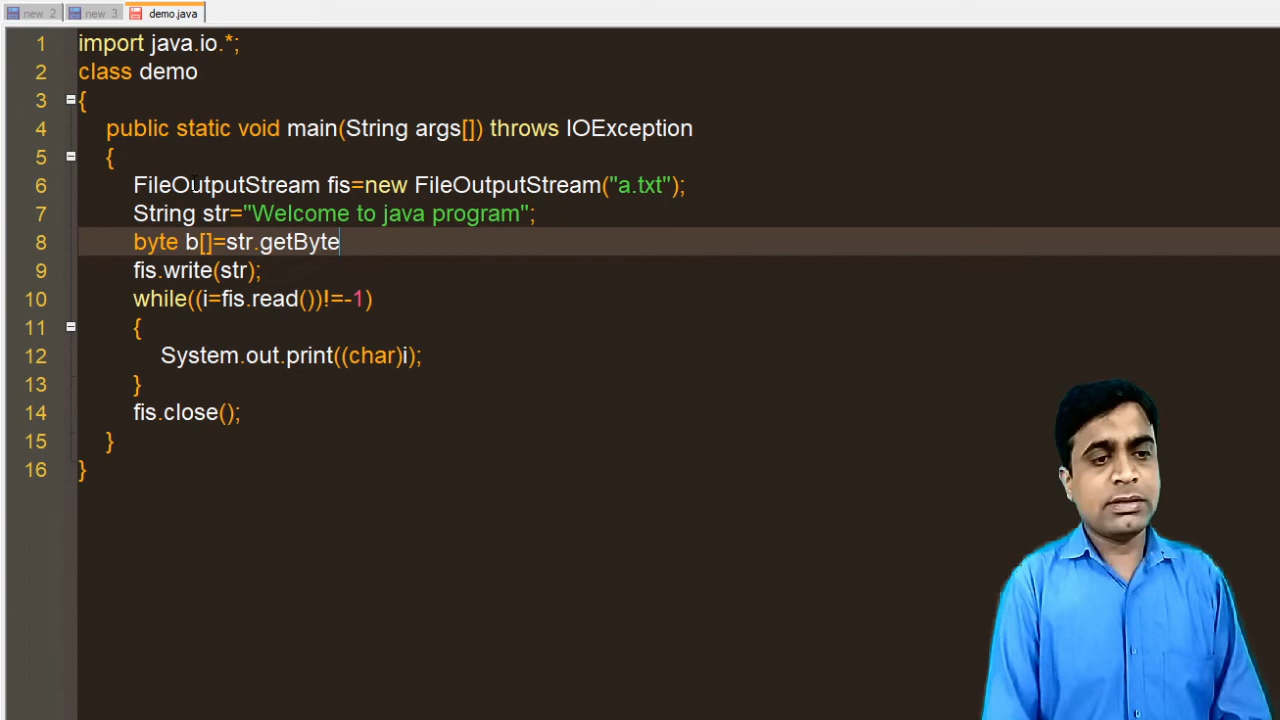 new 2 new 3 demo.java
1 import java.io.*;
2 class demo
3 {
4 public static void main(String args[]) throws IOException
5 {
6 FileOutputStream fis=new FileOutputStream("a.txt");
7 String str="Welcome to java program";
8 byte b[]=str.getByte
9 fis.write(str);
10 while((i=fis.read())!=-1)
11 {
12 System.out.print((char)i);
13 }
14 fis.close();
15 }
16 }